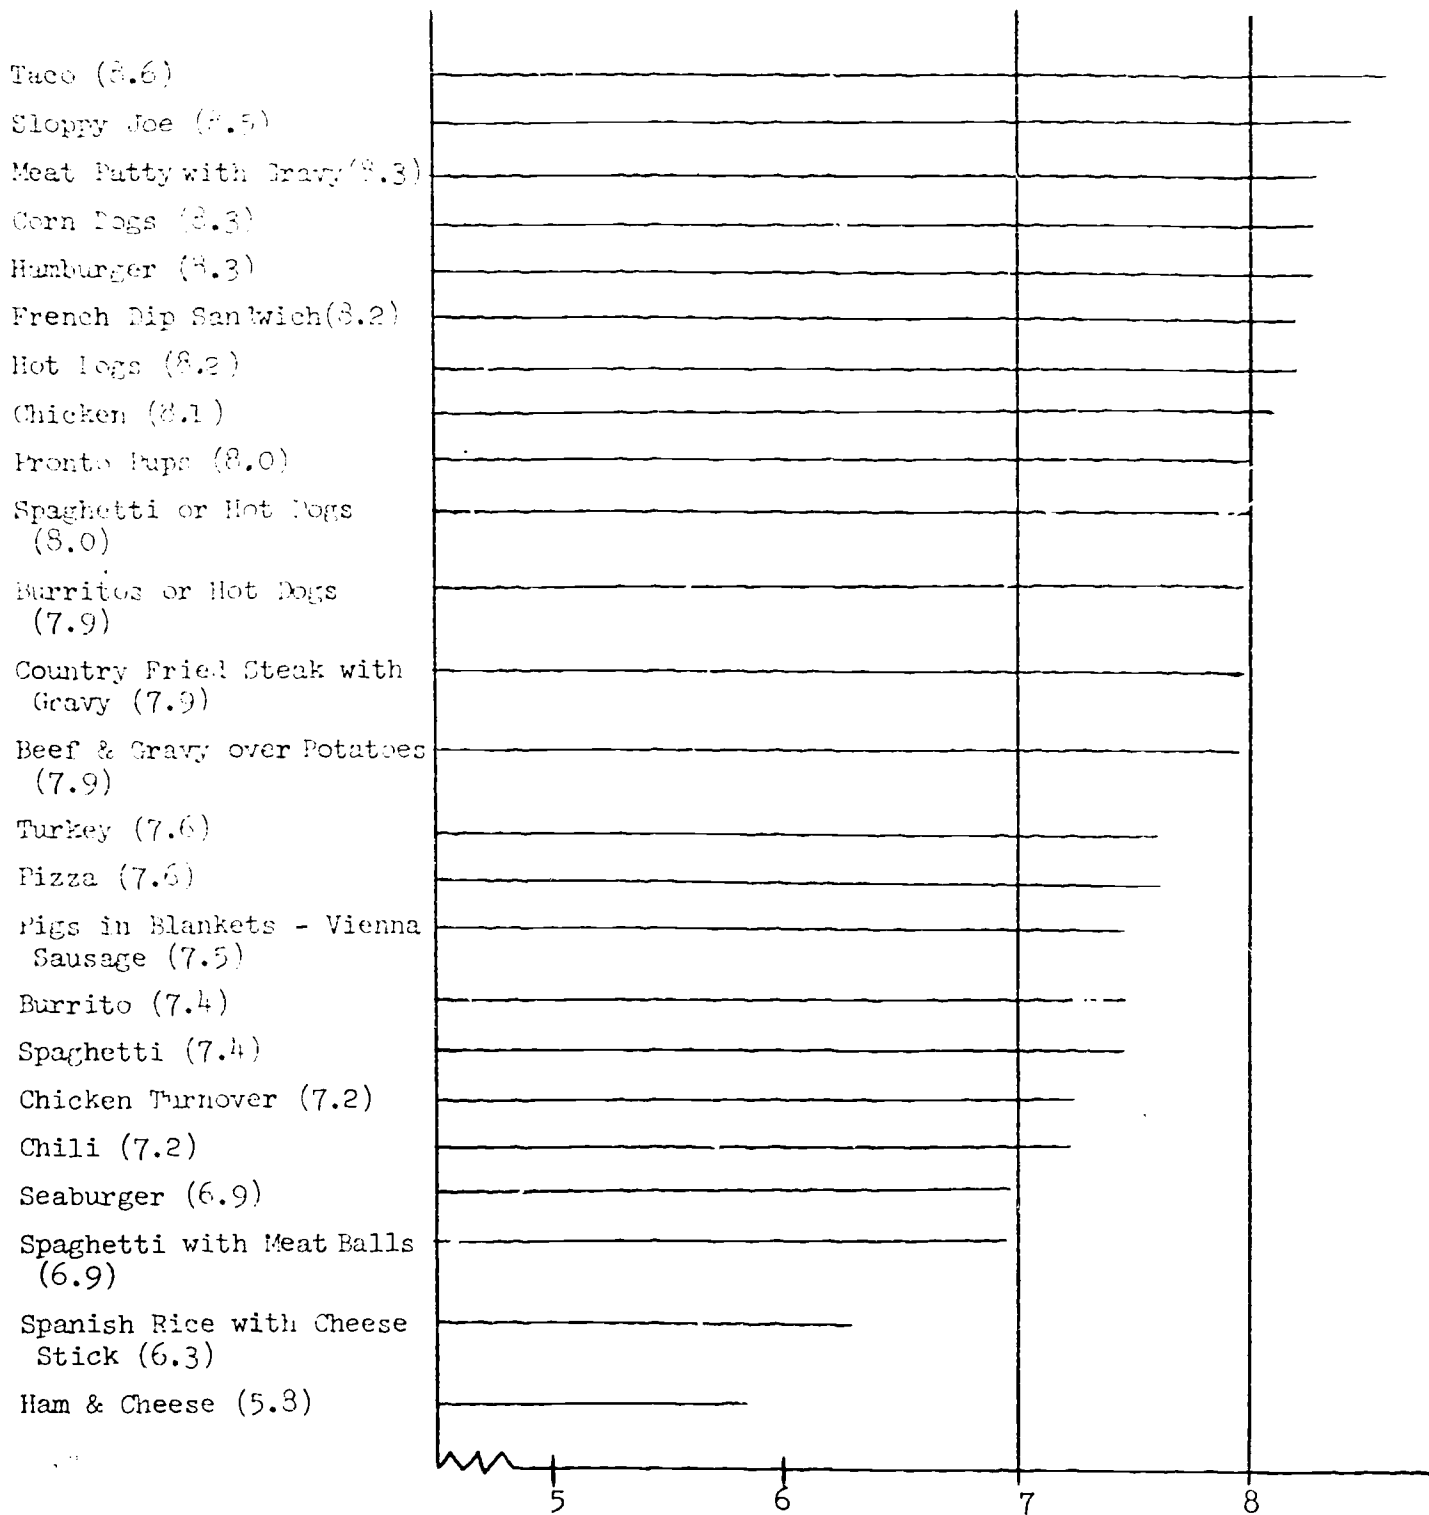 Taco (8.6)
Sloppy Joe (8.5)
Meat Patty with Gravy (8.3)
Corn Dogs (8.3)
Hamburger (8.3)
French Dip Sandwich (8.2)
Hot Dogs (8.2)
Chicken (8.1)
Pronto Pups (8.0)
Spaghetti or Hot Dogs
(8.0)
Burritos or Hot Dogs
(7.9)
Country Fried Steak with
Gravy (7.9)
Beef & Gravy over Potatoes
(7.9)
Turkey (7.6)
Pizza (7.6)
Pigs in Blankets - Vienna
Sausage (7.5)
Burrito (7.4)
Spaghetti (7.4)
Chicken Turnover (7.2)
Chili (7.2)
Seaburger (6.9)
Spaghetti with Meat Balls
(6.9)
Spanish Rice with Cheese
Stick (6.3)
Ham & Cheese (5.8)
5 6 7 8